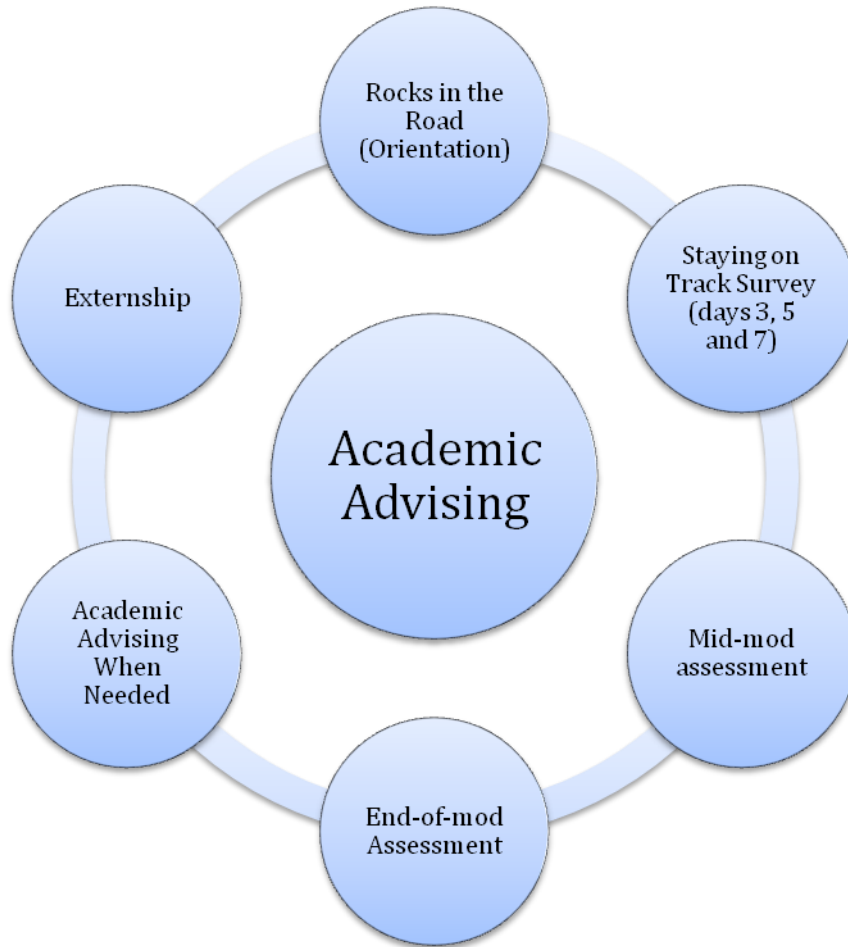 Rocks in the
Road
(Orientation)
Staying on
Track Survey
(days 3, 5
and 7)
Mid-mod
assessment
End-of-mod
Assessment
Academic
Advising
When
Needed
Externship
Academic
Advising